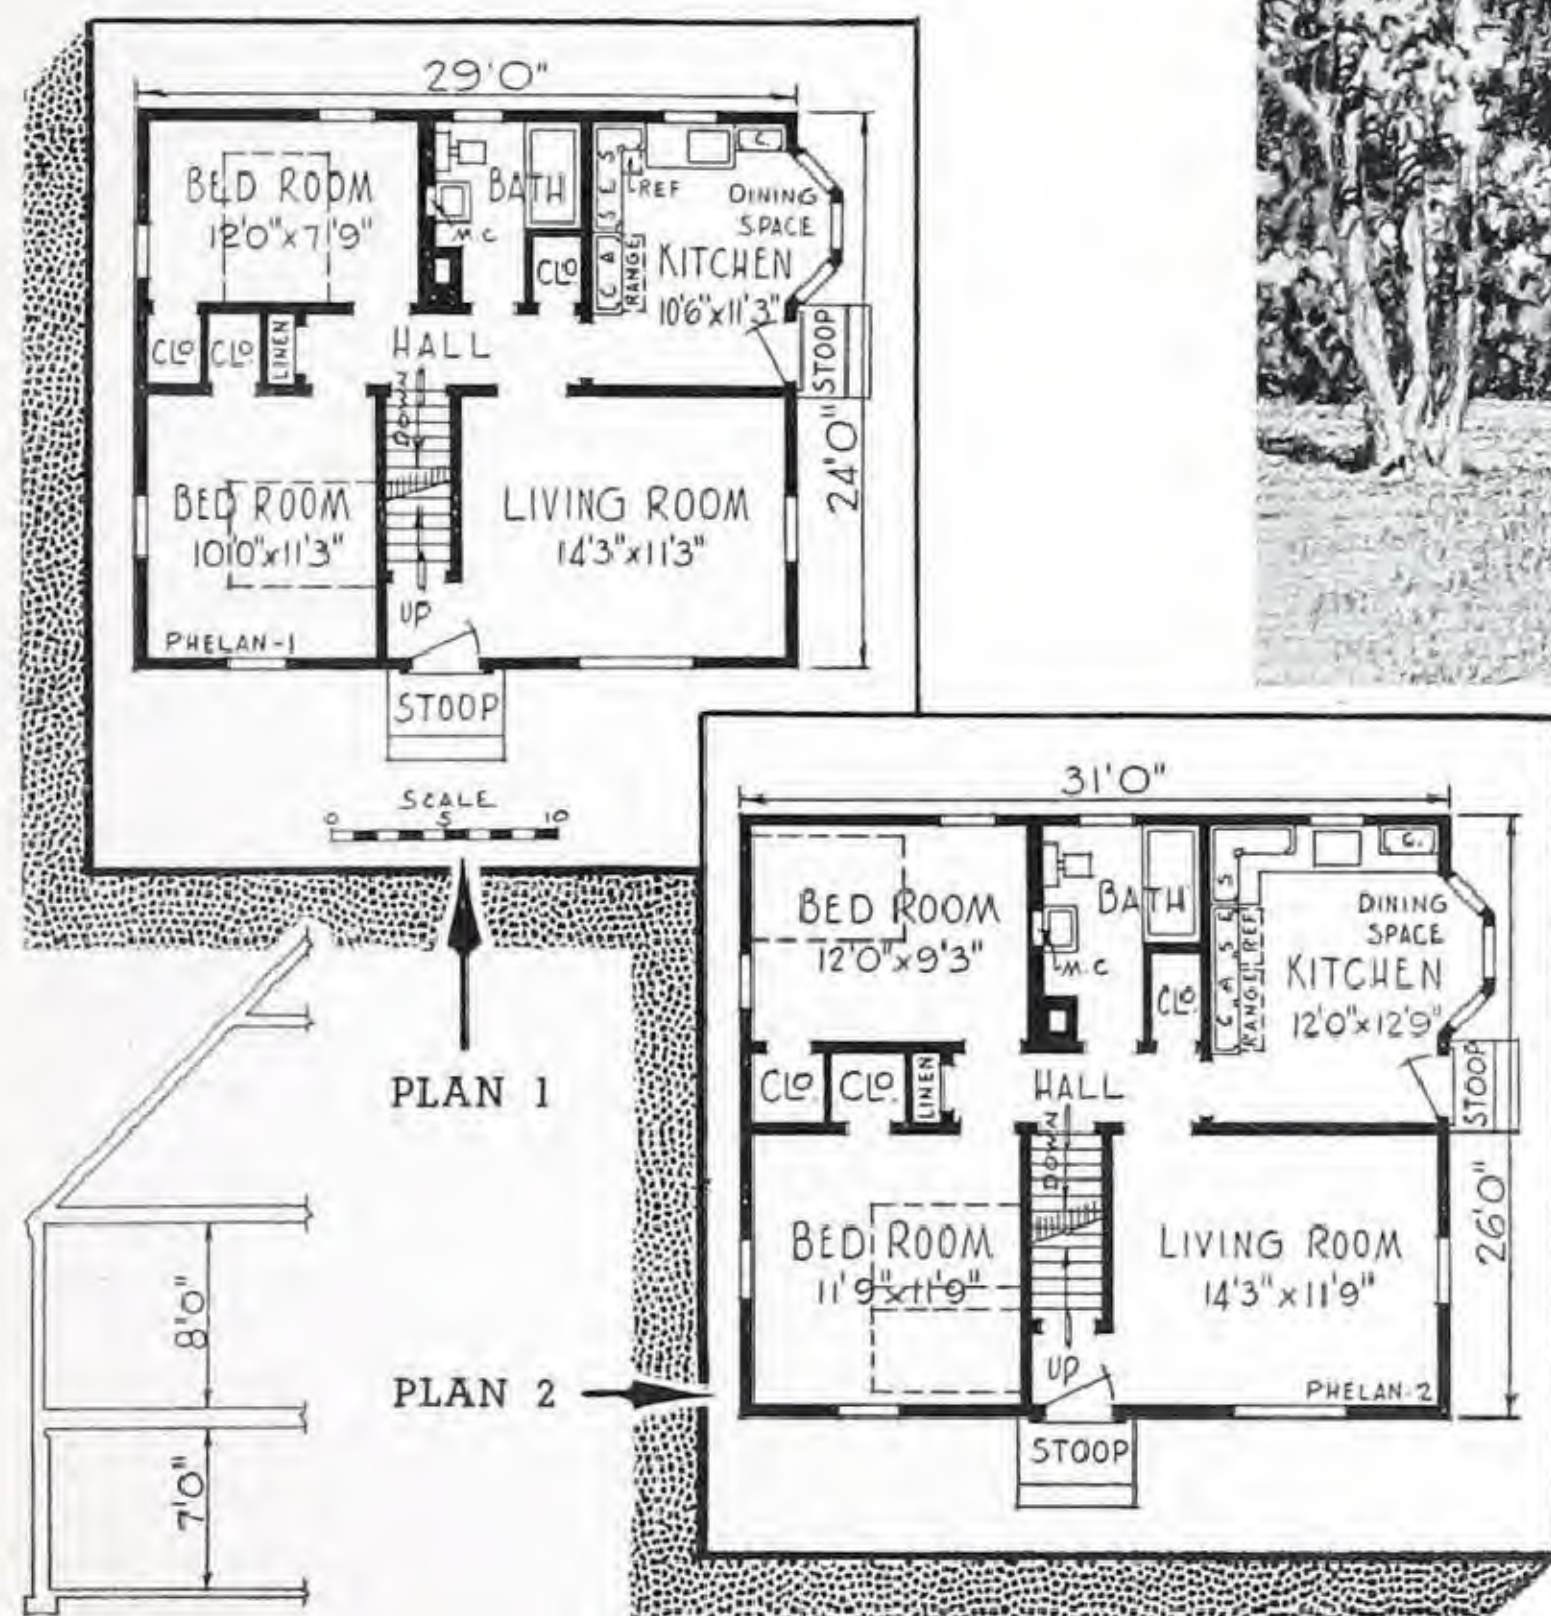 29'0"
BED ROOM
12'0"x7'9"
BATH
M.C
CLO
CASES
REF
RANGE
C.
DINING
SPACE
KITCHEN
10'6"x11'3"
STOOP
24'0"
CLO
CLO.
LINEN
HALL
DOWN
BED ROOM
10'0"x11'3"
LIVING ROOM
14'3"x11'3"
UP
PHELAN-1
STOOP
SCALE
0 5 10
PLAN 1
31'0"
BED ROOM
12'0"x9'3"
BATH
M.C
CLO.
CASES
REF
RANGE
C.
DINING
SPACE
KITCHEN
12'0"x12'9"
STOOP
26'0"
CLO.
CLO.
LINEN
HALL
DOWN
BED ROOM
11'9"x11'9"
LIVING ROOM
14'3"x11'9"
UP
PHELAN-2
STOOP
PLAN 2
8'0"
7'0"